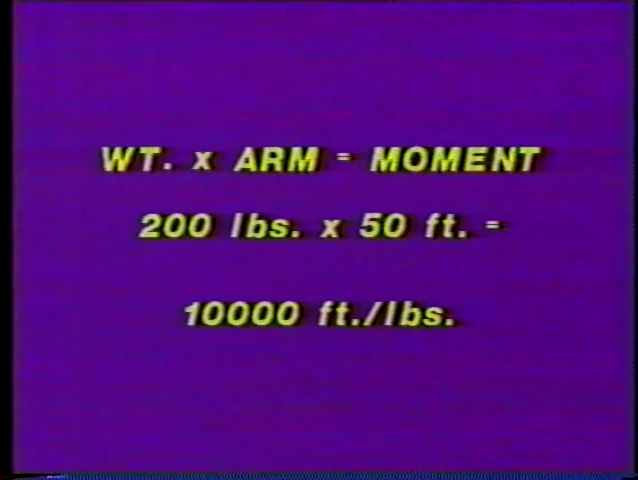 WT. x ARM = MOMENT
200 lbs. x 50 ft. =
10000 ft./lbs.